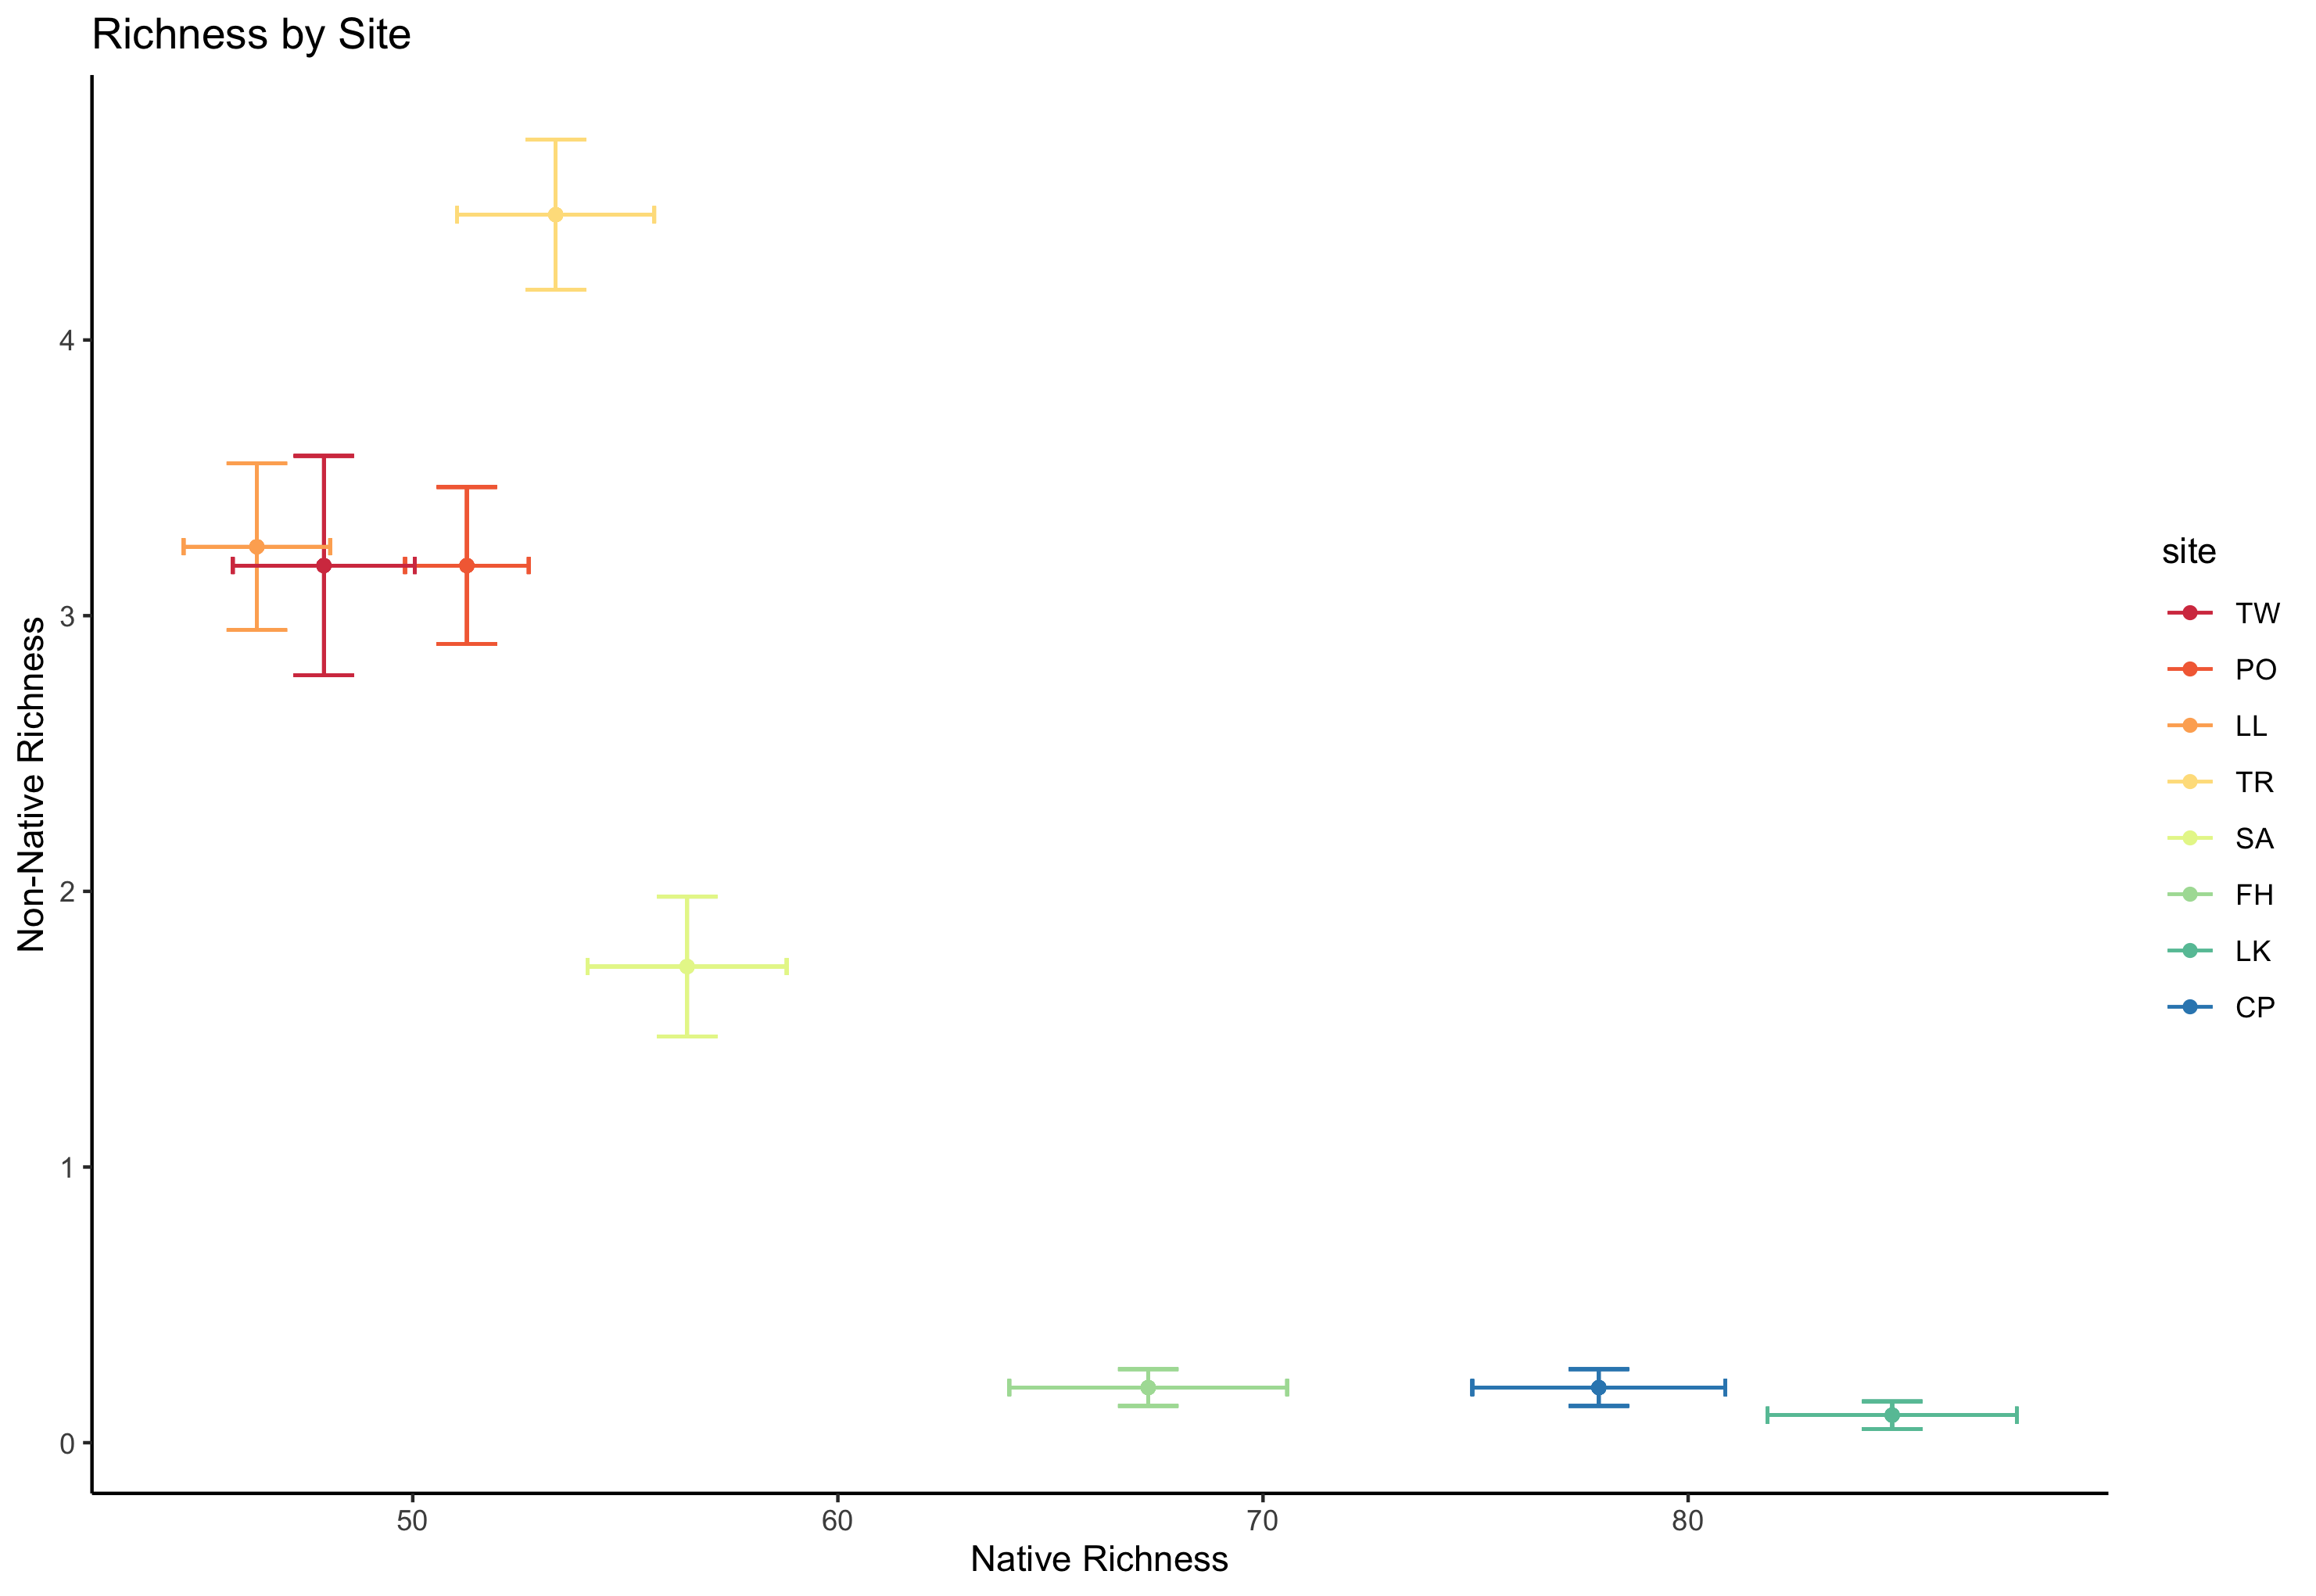 Richness by Site
Non-Native Richness
4
3
2
1
0
50 60 70 80
Native Richness
site
TW
PO
LL
TR
SA
FH
LK
CP